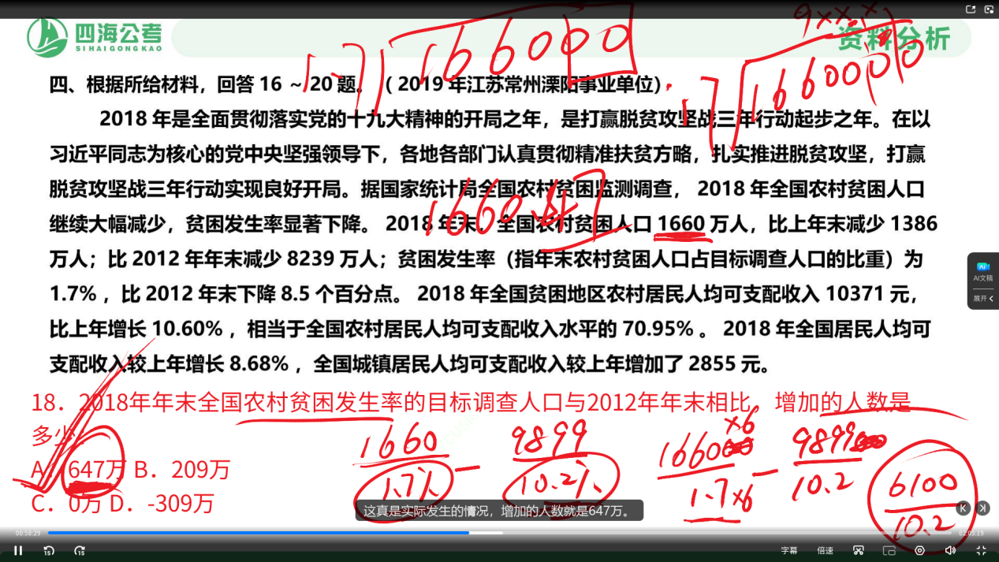 四海公考
SIHAIGONGKAO
资料分析
1.7 166000
9×××
17 1660000
四、根据所给材料，回答 16 ～ 20 题。（ 2019 年江苏常州溧阳事业单位）
2018 年是全面贯彻落实党的十九大精神的开局之年，是打赢脱贫攻坚战三年行动起步之年。在以
习近平同志为核心的党中央坚强领导下，各地各部门认真贯彻精准扶贫方略，扎实推进脱贫攻坚，打赢
脱贫攻坚战三年行动实现良好开局。据国家统计局全国农村贫困监测调查， 2018 年全国农村贫困人口
继续大幅减少，贫困发生率显著下降。 2018 年末，全国农村贫困人口 1660 万人，比上年末减少 1386
万人；比 2012 年年末减少 8239 万人；贫困发生率（指年末农村贫困人口占目标调查人口的比重）为
1.7% ，比 2012 年末下降 8.5 个百分点。 2018 年全国贫困地区农村居民人均可支配收入 10371 元，
比上年增长 10.60% ，相当于全国农村居民人均可支配收入水平的 70.95% 。 2018 年全国居民人均可
支配收入较上年增长 8.68% ，全国城镇居民人均可支配收入较上年增加了 2855 元。
1660
AI文稿
展开
18．2018年年末全国农村贫困发生率的目标调查人口与2012年年末相比，增加的人数是
多少
A．647万 B．209万
C．0万 D．-309万
1660 9899
1.7% － 10.2%
×6
1660 9899
1.7×6 － 10.2
6100
10.2
这真是实际发生的情况，增加的人数就是647万。
00:58:29
02:05:19
15 15
字幕 倍速